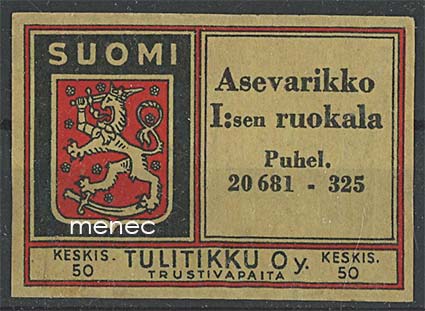 SUOMI
Asevarikko
I:sen ruokala
Puhel.
20 681 - 325
menec
KESKIS.
50
TULITIKKU Oy.
TRUSTIVAPAITA
KESKIS.
50